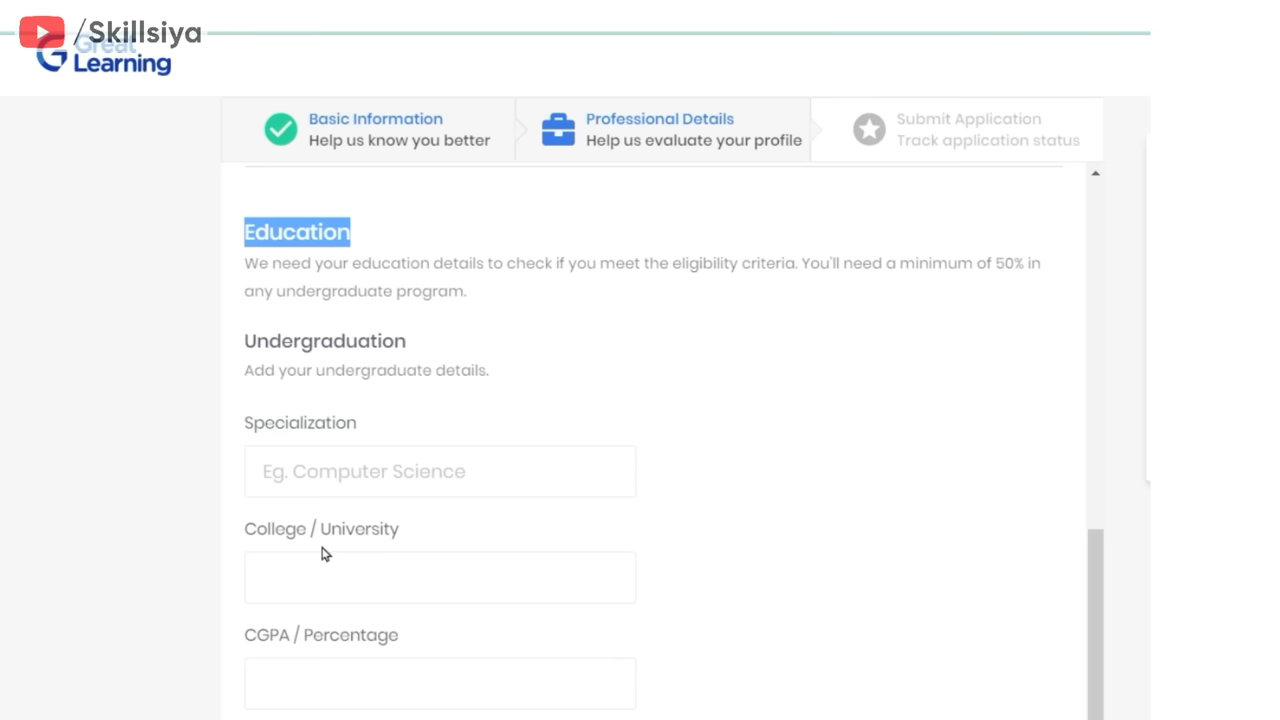 /Skillsiya
Great
Learning
Basic Information
Help us know you better
Professional Details
Help us evaluate your profile
Submit Application
Track application status
Education
We need your education details to check if you meet the eligibility criteria. You'll need a minimum of 50% in
any undergraduate program.
Undergraduation
Add your undergraduate details.
Specialization
Eg. Computer Science
College / University
CGPA / Percentage